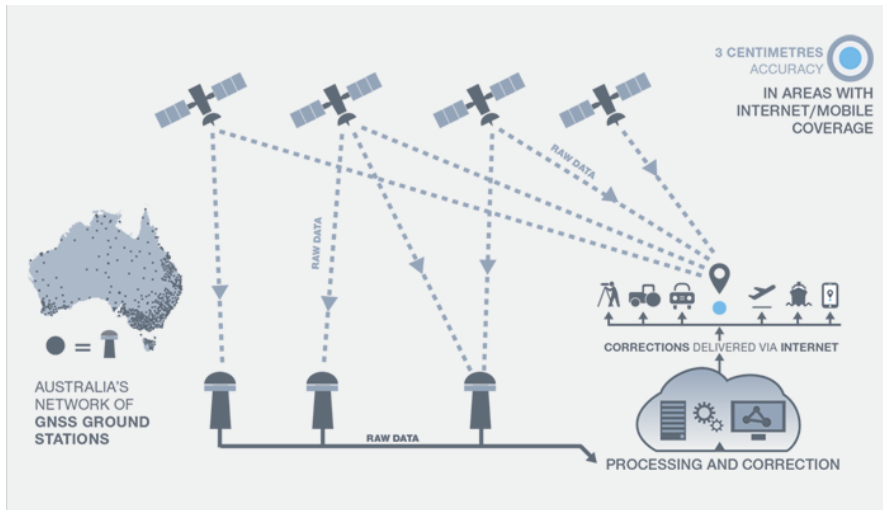 3 CENTIMETRES
ACCURACY
IN AREAS WITH
INTERNET/MOBILE
COVERAGE
RAW DATA
RAW DATA
=
AUSTRALIA'S
NETWORK OF
GNSS GROUND
STATIONS
CORRECTIONS DELIVERED VIA INTERNET
RAW DATA
PROCESSING AND CORRECTION